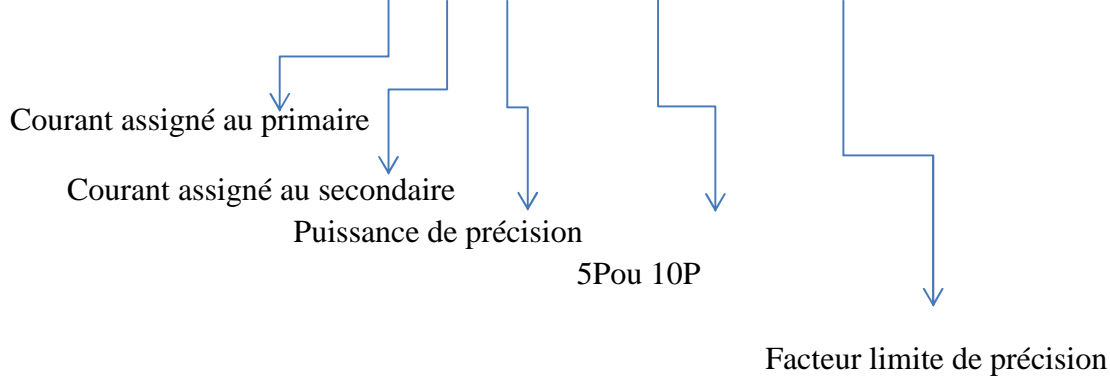 Courant assigné au primaire
Courant assigné au secondaire
Puissance de précision
5Pou 10P
Facteur limite de précision